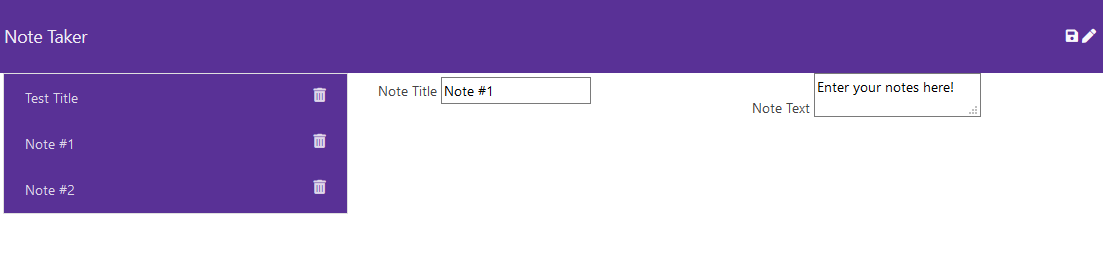 Note Taker
Test Title
Note #1
Note #2
Note Title Note #1
Note Text Enter your notes here!